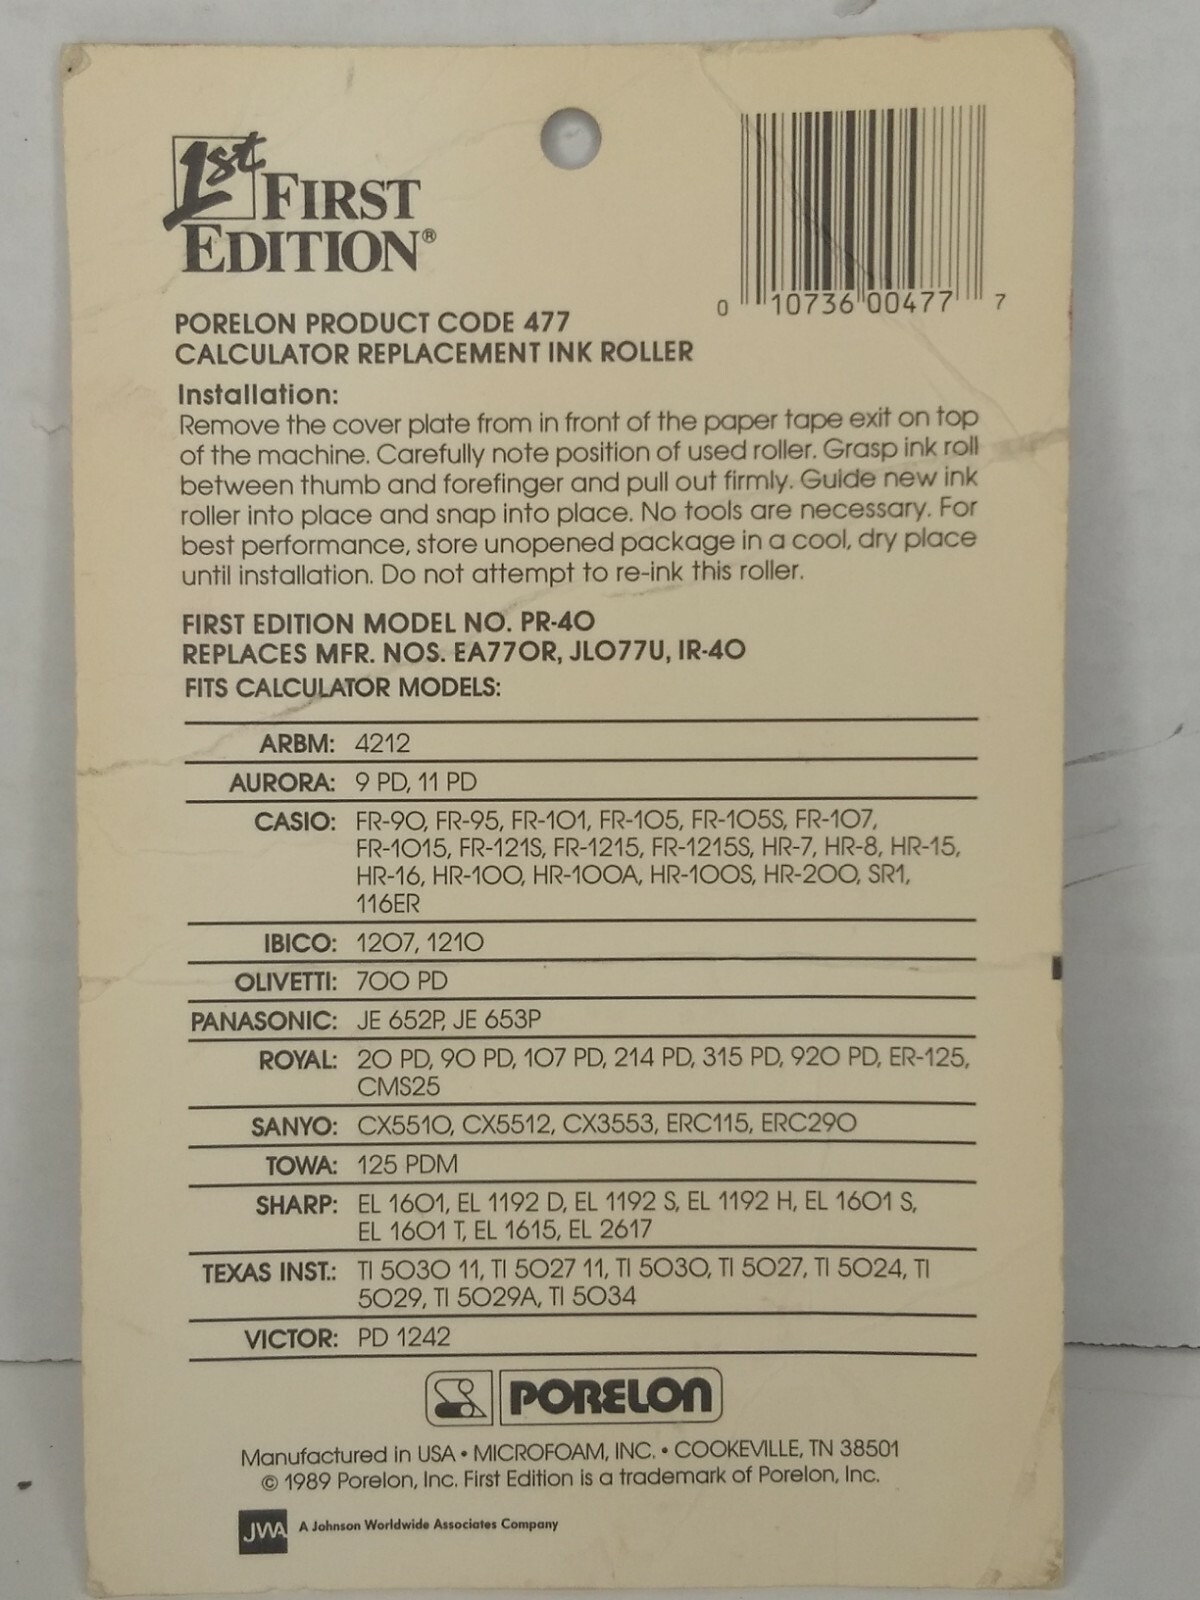 1st FIRST
EDITION®
0 10736 00477 7
PORELON PRODUCT CODE 477
CALCULATOR REPLACEMENT INK ROLLER
Installation:
Remove the cover plate from in front of the paper tape exit on top
of the machine. Carefully note position of used roller. Grasp ink roll
between thumb and forefinger and pull out firmly. Guide new ink
roller into place and snap into place. No tools are necessary. For
best performance, store unopened package in a cool, dry place
until installation. Do not attempt to re-ink this roller.
FIRST EDITION MODEL NO. PR-40
REPLACES MFR. NOS. EA770R, JL077U, IR-40
FITS CALCULATOR MODELS:
ARBM: 4212
AURORA: 9 PD, 11 PD
CASIO: FR-90, FR-95, FR-101, FR-105, FR-105S, FR-107,
FR-1015, FR-121S, FR-1215, FR-1215S, HR-7, HR-8, HR-15,
HR-16, HR-100, HR-100A, HR-100S, HR-200, SR1,
116ER
IBICO: 1207, 1210
OLIVETTI: 700 PD
PANASONIC: JE 652P, JE 653P
ROYAL: 20 PD, 90 PD, 107 PD, 214 PD, 315 PD, 920 PD, ER-125,
CMS25
SANYO: CX5510, CX5512, CX3553, ERC115, ERC290
TOWA: 125 PDM
SHARP: EL 1601, EL 1192 D, EL 1192 S, EL 1192 H, EL 1601 S,
EL 1601 T, EL 1615, EL 2617
TEXAS INST.: TI 5030 11, TI 5027 11, TI 5030, TI 5027, TI 5024, TI
5029, TI 5029A, TI 5034
VICTOR: PD 1242
PORELON
Manufactured in USA • MICROFOAM, INC. • COOKEVILLE, TN 38501
© 1989 Porelon, Inc. First Edition is a trademark of Porelon, Inc.
JWA A Johnson Worldwide Associates Company